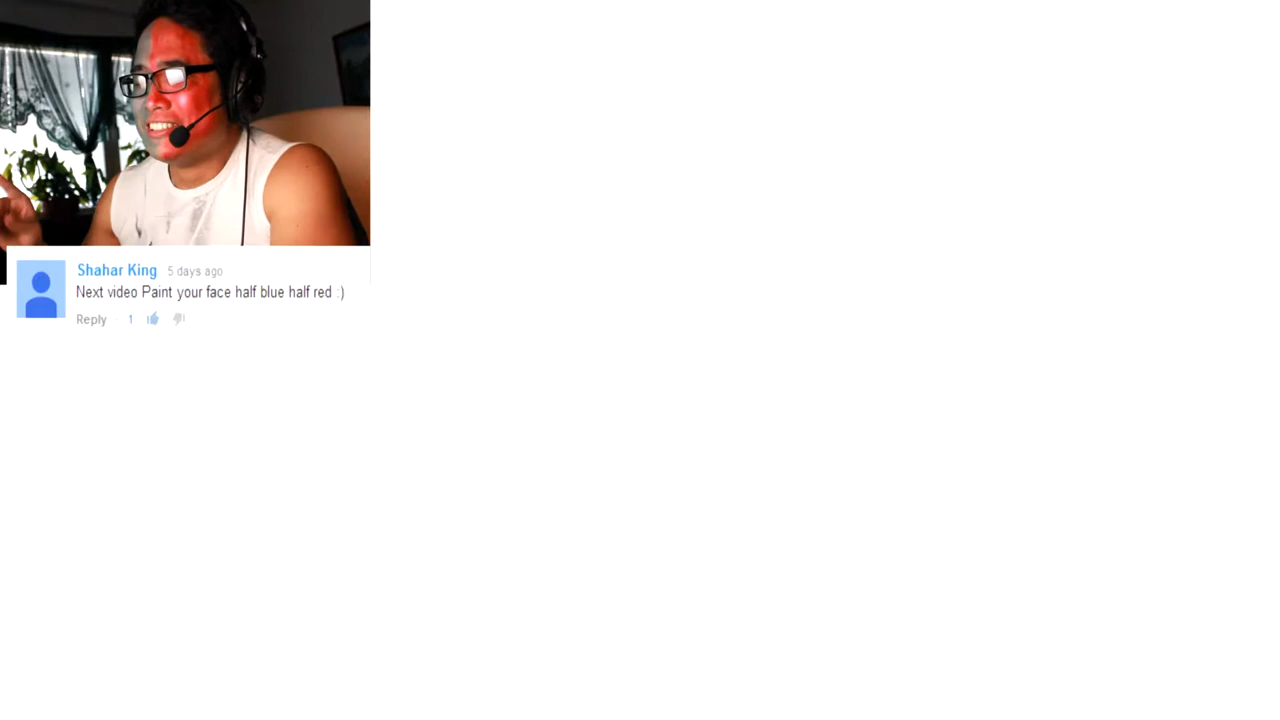 Shahar King 5 days ago
Next video Paint your face half blue half red :)
Reply · 1